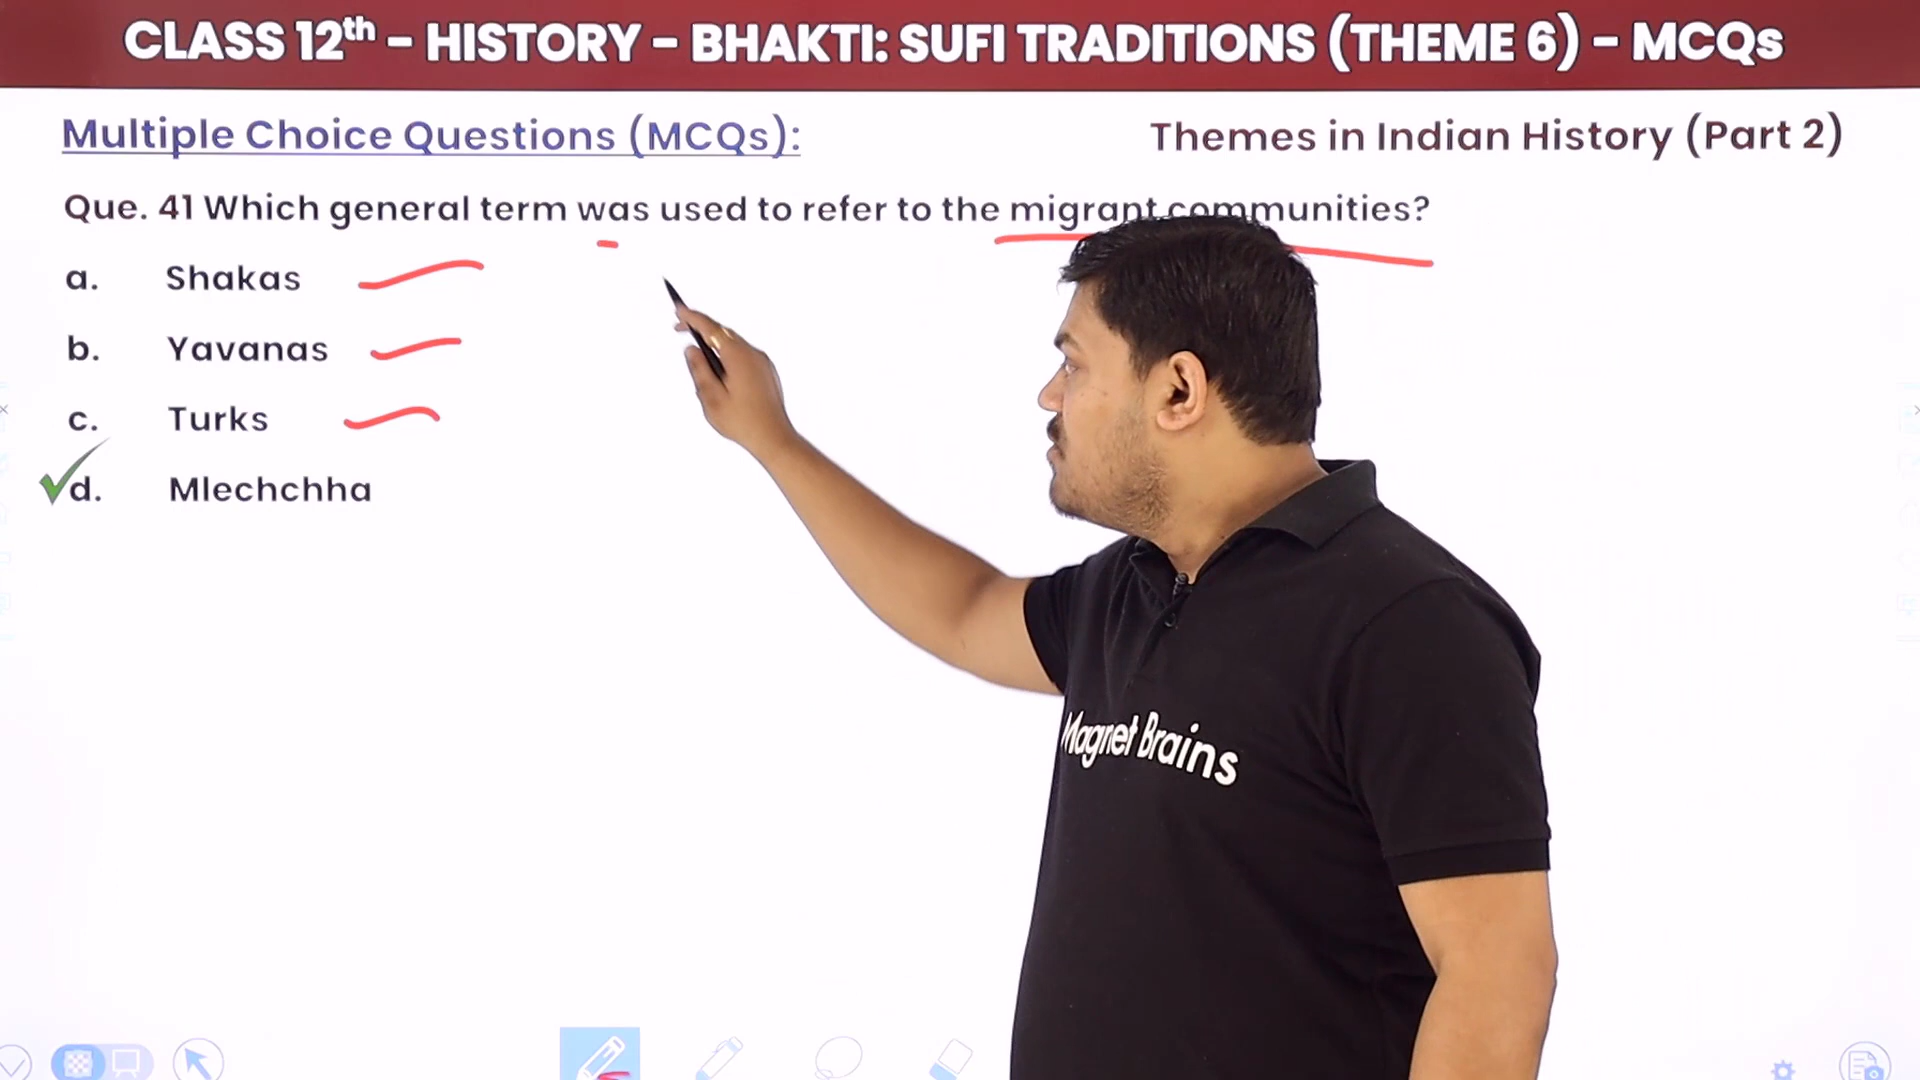 CLASS 12th – HISTORY – BHAKTI: SUFI TRADITIONS (THEME 6) – MCQs
Multiple Choice Questions (MCQs):
Themes in Indian History (Part 2)
Que. 41 Which general term was used to refer to the migrant communities?
a. Shakas
b. Yavanas
c. Turks
d. Mlechchha
Magnet Brains